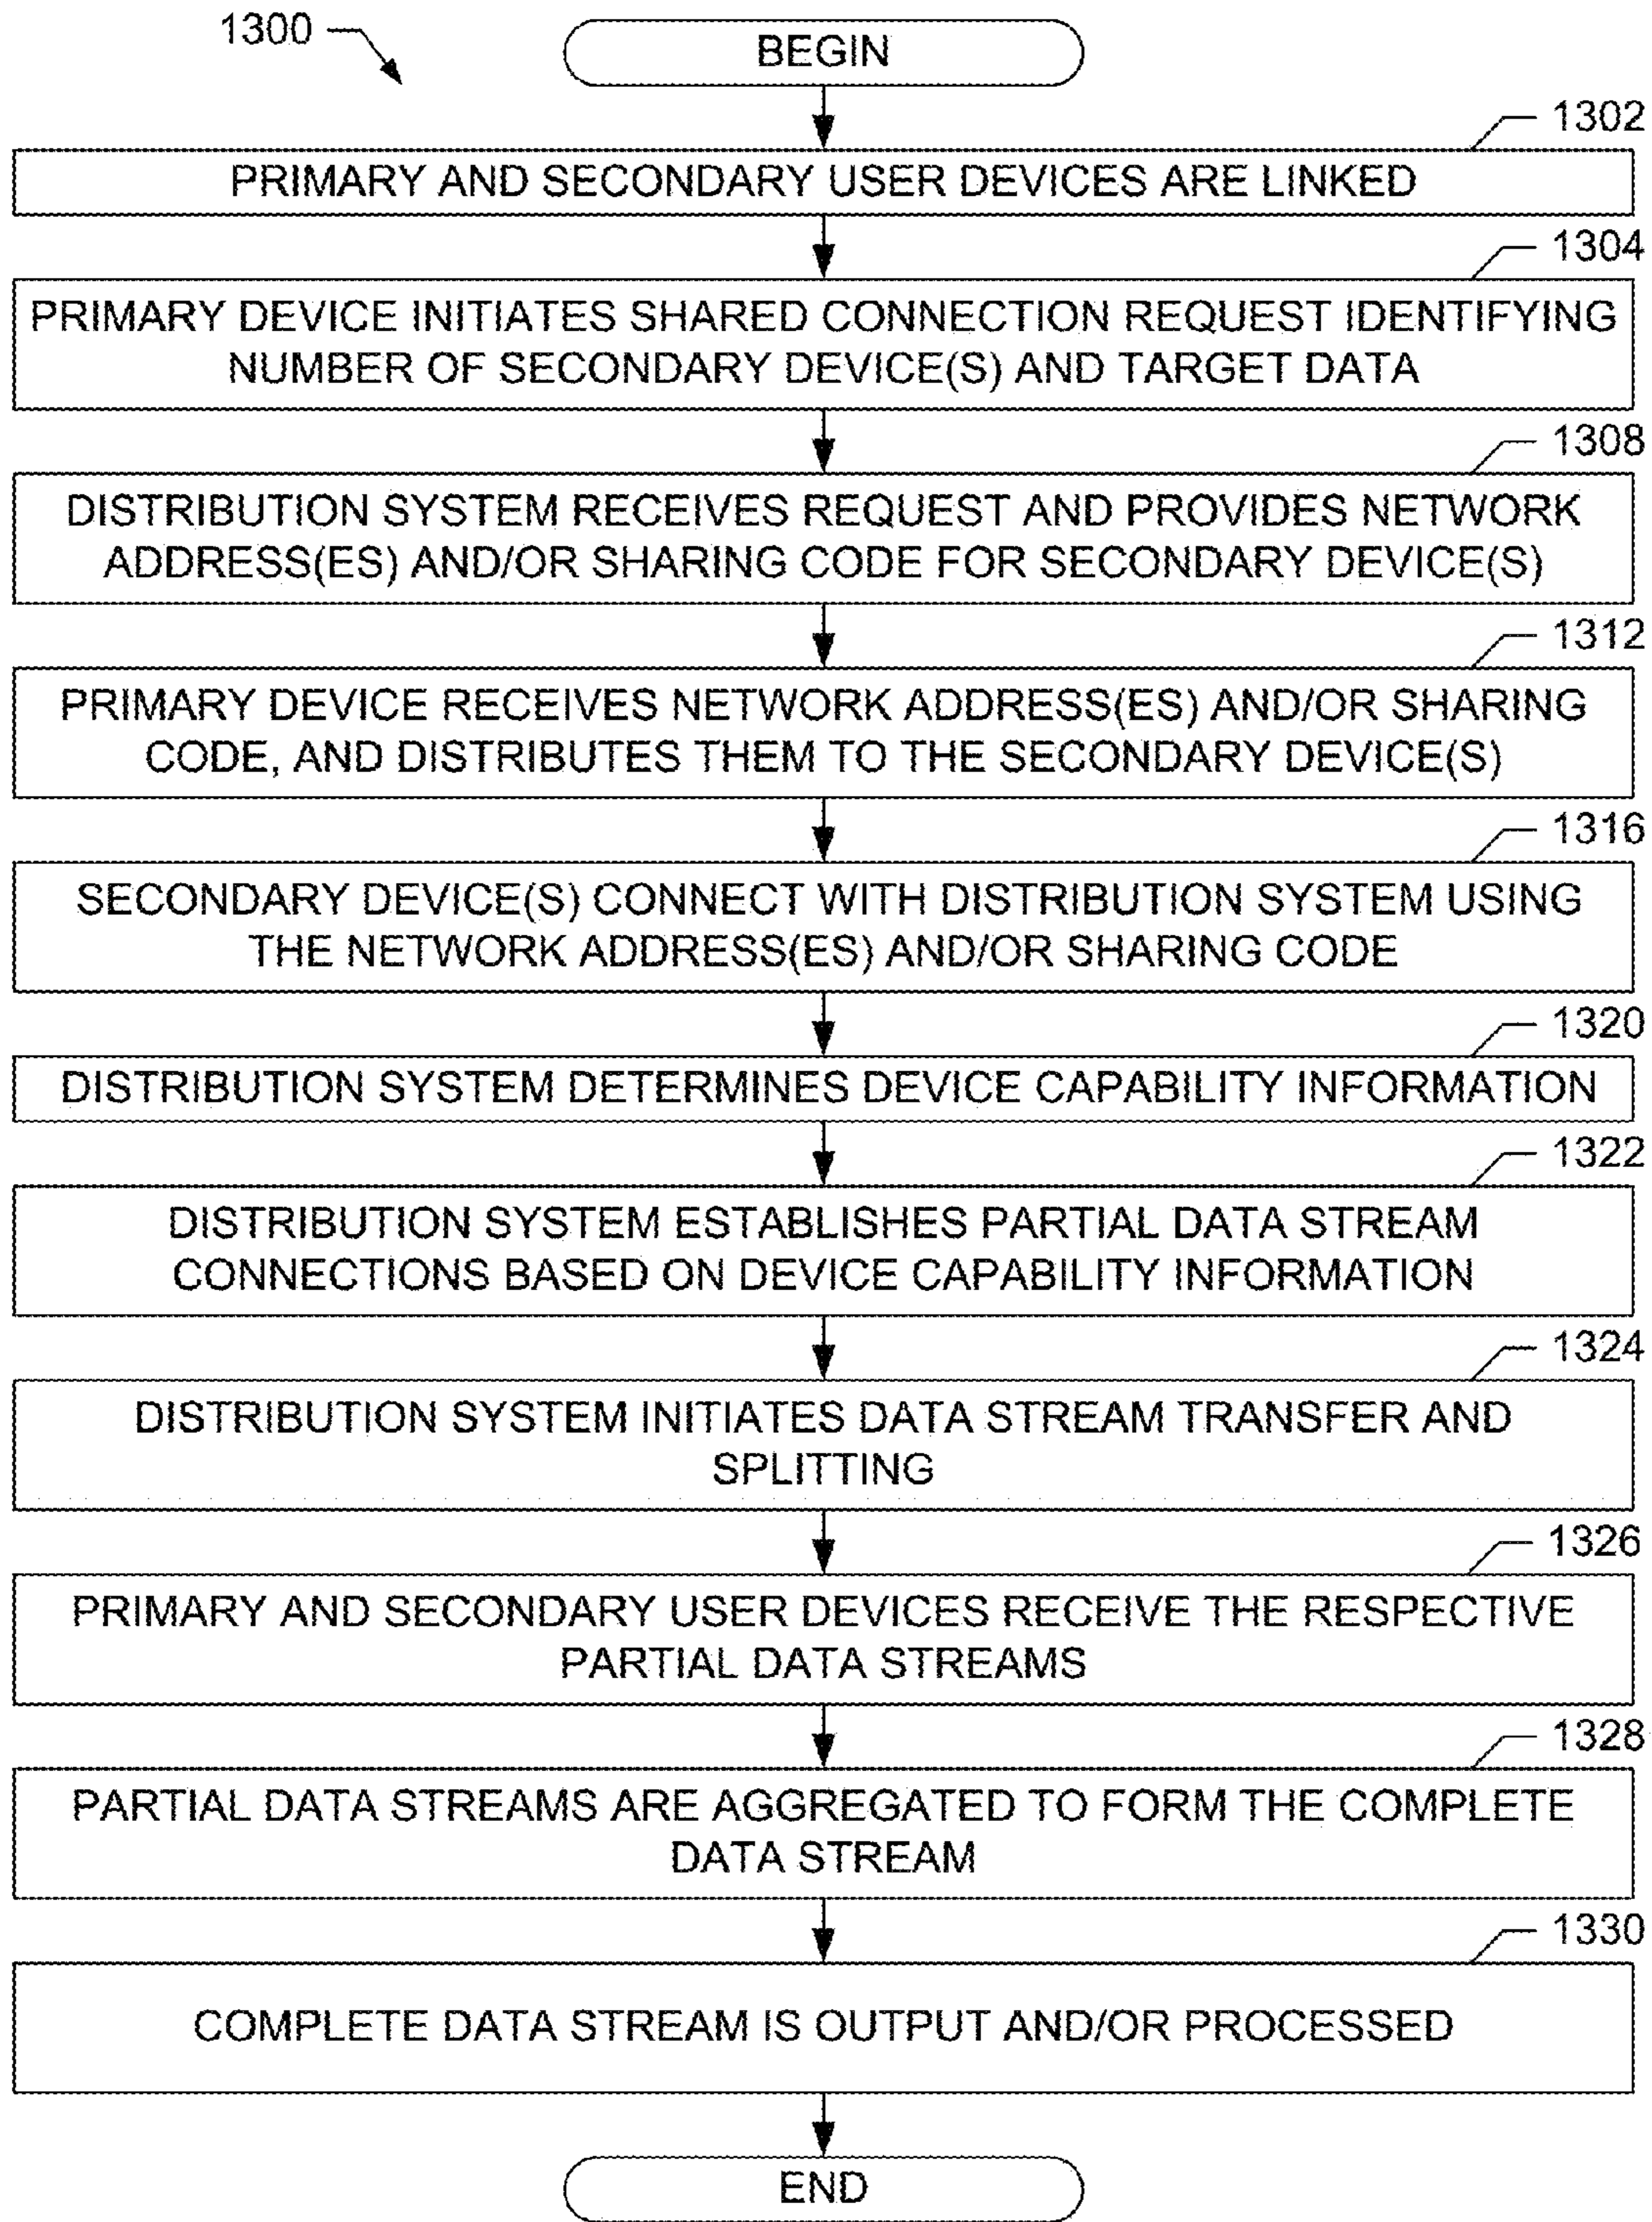 1300
BEGIN
1302
PRIMARY AND SECONDARY USER DEVICES ARE LINKED
1304
PRIMARY DEVICE INITIATES SHARED CONNECTION REQUEST IDENTIFYING
NUMBER OF SECONDARY DEVICE(S) AND TARGET DATA
1308
DISTRIBUTION SYSTEM RECEIVES REQUEST AND PROVIDES NETWORK
ADDRESS(ES) AND/OR SHARING CODE FOR SECONDARY DEVICE(S)
1312
PRIMARY DEVICE RECEIVES NETWORK ADDRESS(ES) AND/OR SHARING
CODE, AND DISTRIBUTES THEM TO THE SECONDARY DEVICE(S)
1316
SECONDARY DEVICE(S) CONNECT WITH DISTRIBUTION SYSTEM USING
THE NETWORK ADDRESS(ES) AND/OR SHARING CODE
1320
DISTRIBUTION SYSTEM DETERMINES DEVICE CAPABILITY INFORMATION
1322
DISTRIBUTION SYSTEM ESTABLISHES PARTIAL DATA STREAM
CONNECTIONS BASED ON DEVICE CAPABILITY INFORMATION
1324
DISTRIBUTION SYSTEM INITIATES DATA STREAM TRANSFER AND
SPLITTING
1326
PRIMARY AND SECONDARY USER DEVICES RECEIVE THE RESPECTIVE
PARTIAL DATA STREAMS
1328
PARTIAL DATA STREAMS ARE AGGREGATED TO FORM THE COMPLETE
DATA STREAM
1330
COMPLETE DATA STREAM IS OUTPUT AND/OR PROCESSED
END